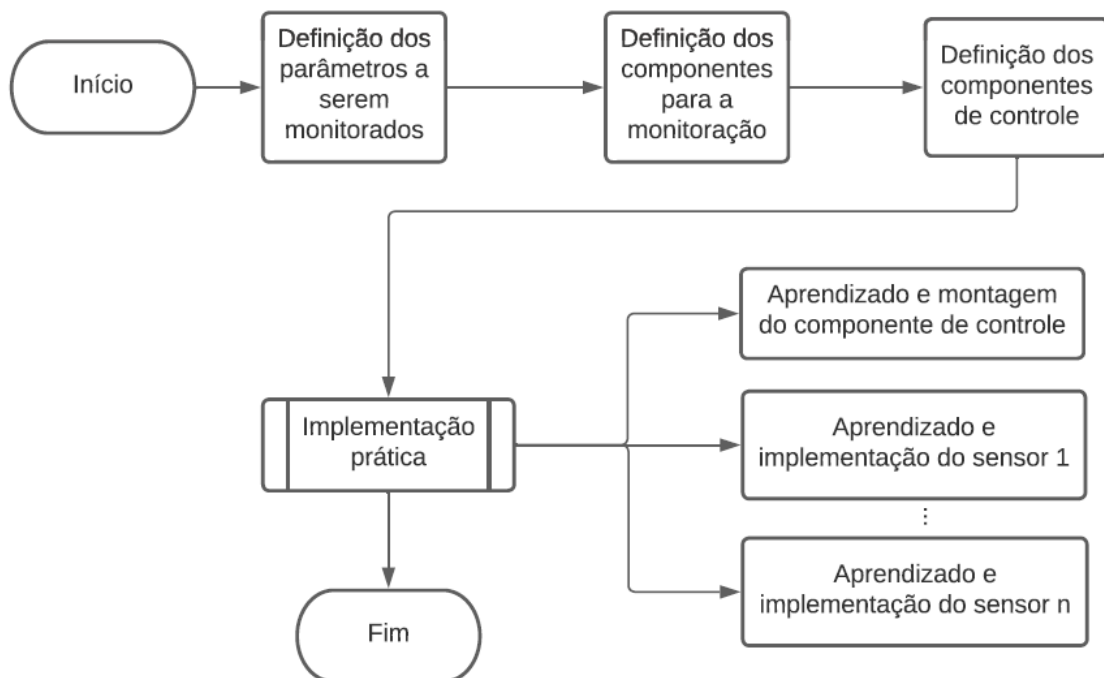 Início
Definição dos
parâmetros a
serem
monitorados
Definição dos
componentes
para a
monitoração
Definição dos
componentes
de controle
Aprendizado e montagem
do componente de controle
Implementação
prática
Aprendizado e
implementação do sensor 1
...
Aprendizado e
implementação do sensor n
Fim